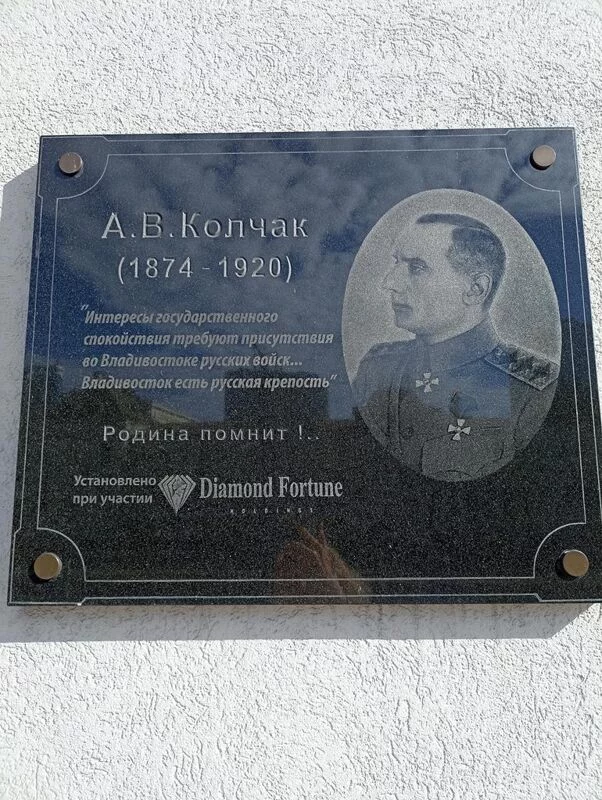 А.В.Колчак
(1874 - 1920)
"Интересы государственного
спокойствия требуют присутствия
во Владивостоке русских войск...
Владивосток есть русская крепость"
Родина помнит !..
Установлено
при участии
Diamond Fortune
HOLDINGS